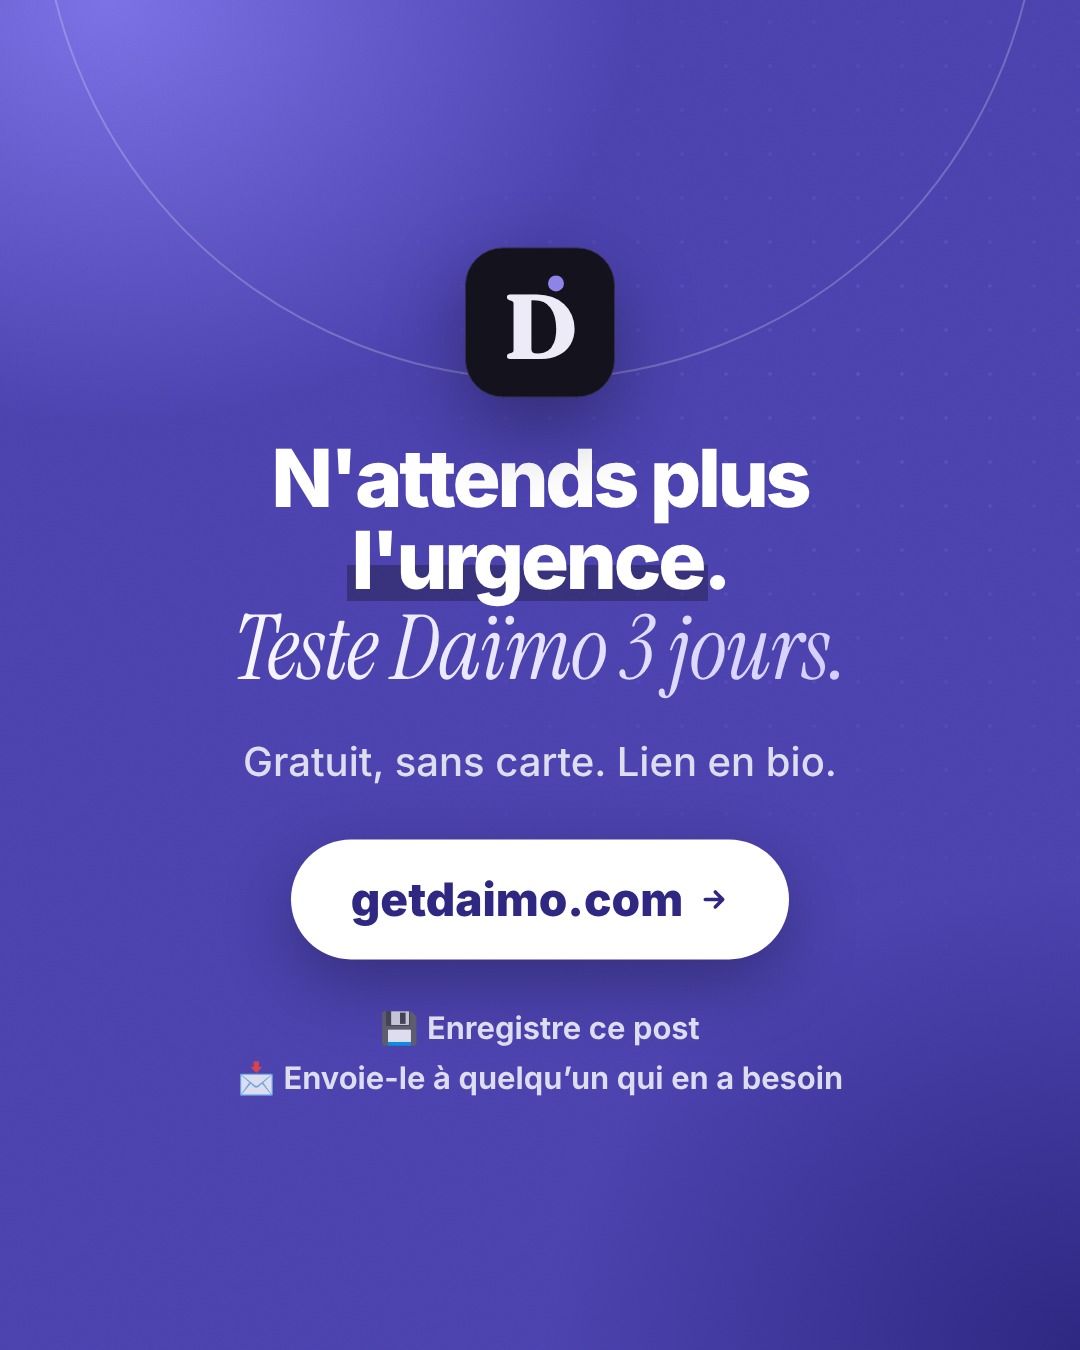 D
N'attends plus
l'urgence.
Teste Daïmo 3 jours.
Gratuit, sans carte. Lien en bio.
getdaimo.com →
💾 Enregistre ce post
📩 Envoie-le à quelqu’un qui en a besoin